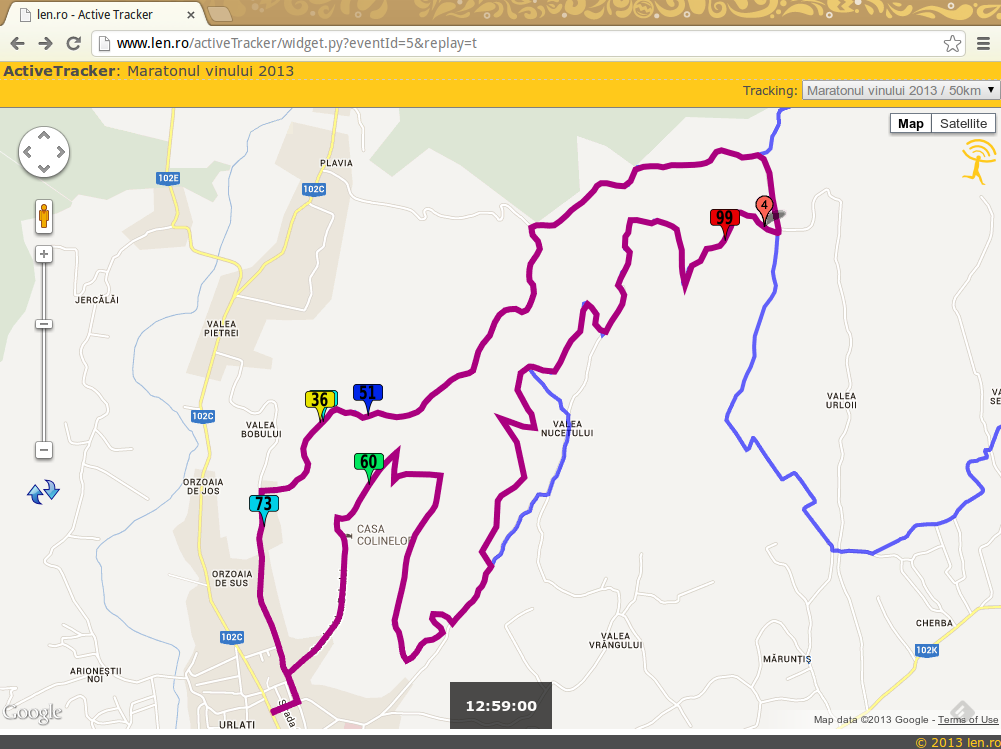 len.ro - Active Tracker
www.len.ro/activeTracker/widget.py?eventId=5&replay=t
ActiveTracker: Maratonul vinului 2013
Tracking: Maratonul vinului 2013 / 50km
Map Satellite
PLAVIA
102E
102C
4
99
JERCĂLĂI
VALEA
PIETREI
36
51
VALEA
URLOII
VA
SE
102C
VALEA
BOBULUI
VALEA
NUCETULUI
60
ORZOAIA
DE JOS
73
CASA
COLINELOR
ORZOAIA
DE SUS
102C
CHERBA
VALEA
VRÂNGULUI
102K
MĂRUNȚIȘ
ARIONEȘTII
NOI
Strada
12:59:00
Google
URLATI
Map data ©2013 Google - Terms of Use
© 2013 len.ro